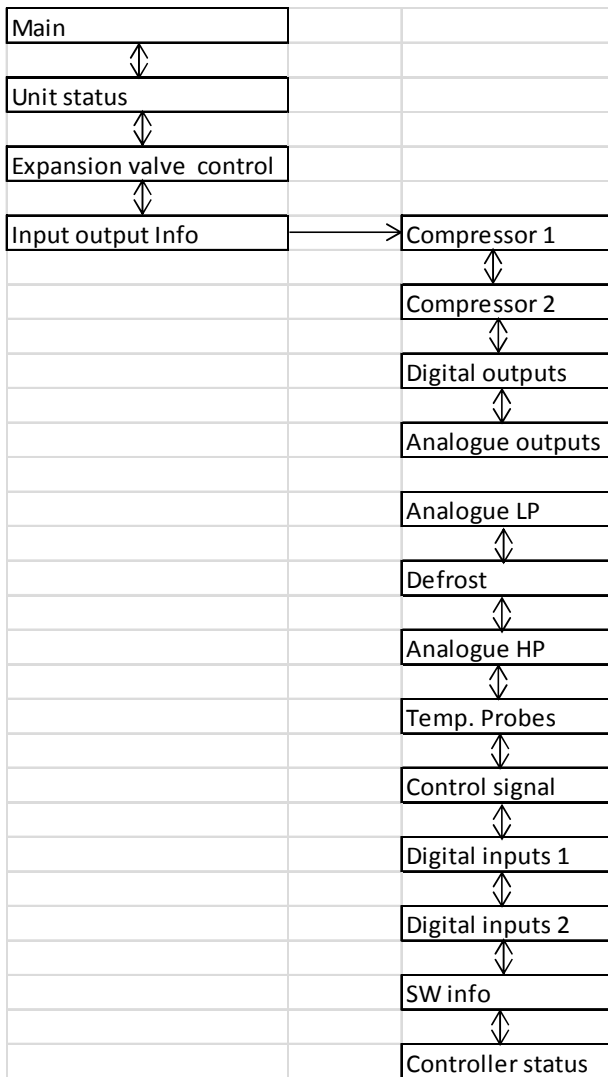 Main
Unit status
Expansion valve  control
Input output Info
Compressor 1
Compressor 2
Digital outputs
Analogue outputs
Analogue LP
Defrost
Analogue HP
Temp. Probes
Control signal
Digital inputs 1
Digital inputs 2
SW info
Controller status